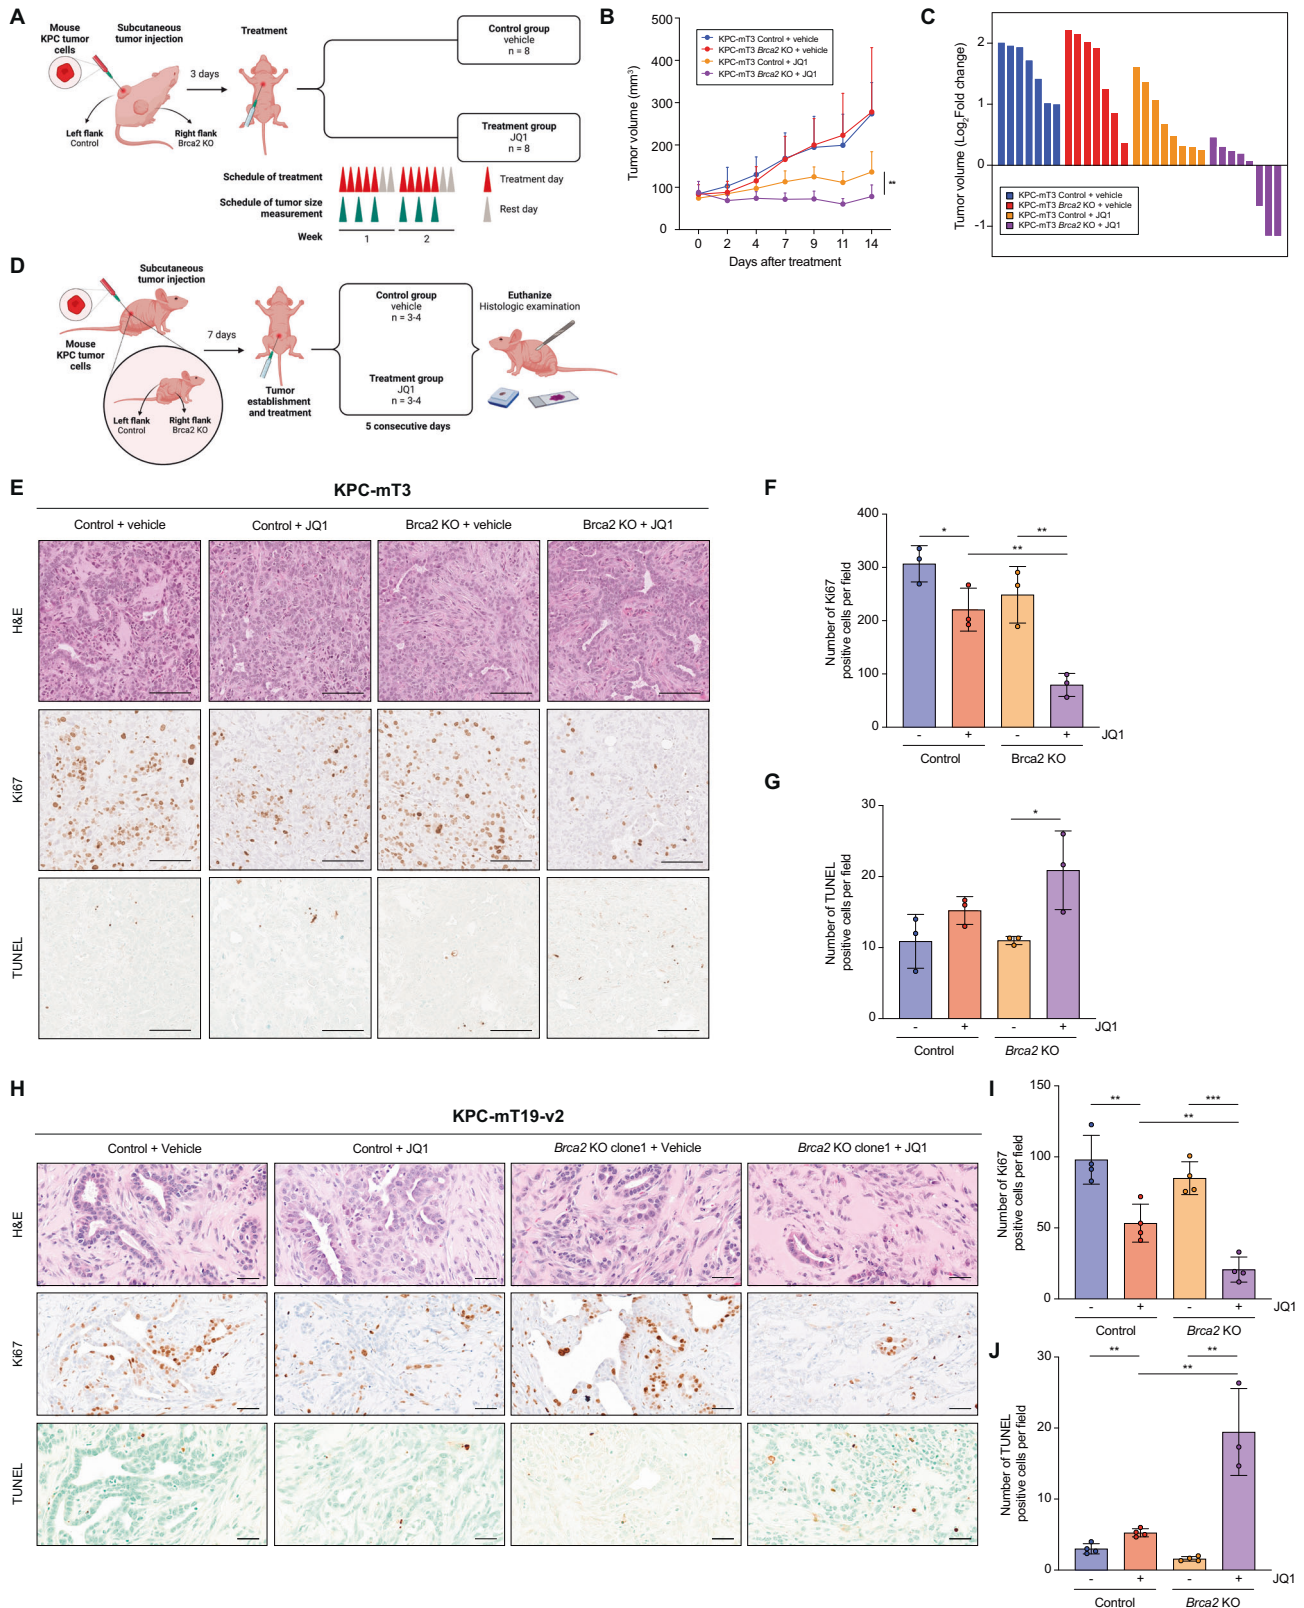 A
Mouse
KPC tumor
cells
Subcutaneous
tumor injection
3 days
Left flank
Control
Right flank
Brca2 KO
Treatment
Control group
vehicle
n = 8
Treatment group
JQ1
n = 8
Schedule of treatment
Treatment day
Schedule of tumor size
measurement
Rest day
Week
1
2
B
500
400
300
200
100
0
Tumor volume (mm³)
KPC-mT3 Control + vehicle
KPC-mT3 Brca2 KO + vehicle
KPC-mT3 Control + JQ1
KPC-mT3 Brca2 KO + JQ1
**
0 2 4 7 9 11 14
Days after treatment
C
2
1
0
-1
Tumor volume (Log₂Fold change)
KPC-mT3 Control + vehicle
KPC-mT3 Brca2 KO + vehicle
KPC-mT3 Control + JQ1
KPC-mT3 Brca2 KO + JQ1
D
Subcutaneous
tumor injection
Mouse
KPC tumor
cells
Left flank
Control
Right flank
Brca2 KO
7 days
Tumor
establishment
and treatment
Control group
vehicle
n = 3-4
Treatment group
JQ1
n = 3-4
5 consecutive days
Euthanize
Histologic examination
E
KPC-mT3
Control + vehicle
Control + JQ1
Brca2 KO + vehicle
Brca2 KO + JQ1
H&E
Ki67
TUNEL
F
400
300
200
100
0
Number of Ki67
positive cells per field
*
**
**
- + - + JQ1
Control
Brca2 KO
G
30
20
10
0
Number of TUNEL
positive cells per field
*
- + - + JQ1
Control
Brca2 KO
H
KPC-mT19-v2
Control + Vehicle
Control + JQ1
Brca2 KO clone1 + Vehicle
Brca2 KO clone1 + JQ1
H&E
Ki67
TUNEL
I
150
100
50
0
Number of Ki67
positive cells per field
**
***
**
- + - + JQ1
Control
Brca2 KO
J
30
20
10
0
Number of TUNEL
positive cells per field
**
**
**
- + - + JQ1
Control
Brca2 KO